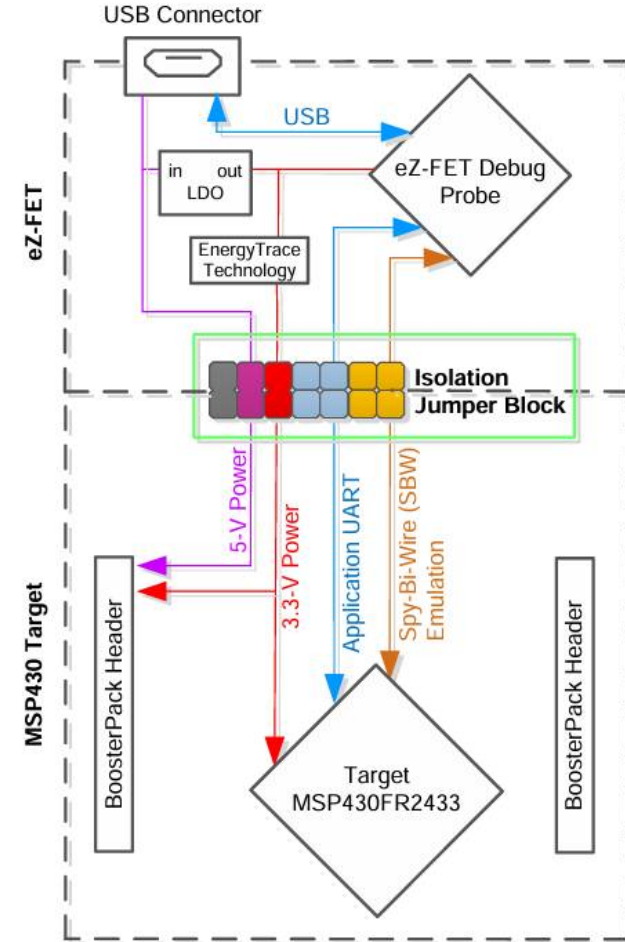 USB Connector
USB
eZ-FET
in out
LDO
eZ-FET Debug
Probe
EnergyTrace
Technology
Isolation
Jumper Block
5-V Power
3.3-V Power
Application UART
Spy-Bi-Wire (SBW)
Emulation
MSP430 Target
BoosterPack Header
Target
MSP430FR2433
BoosterPack Header